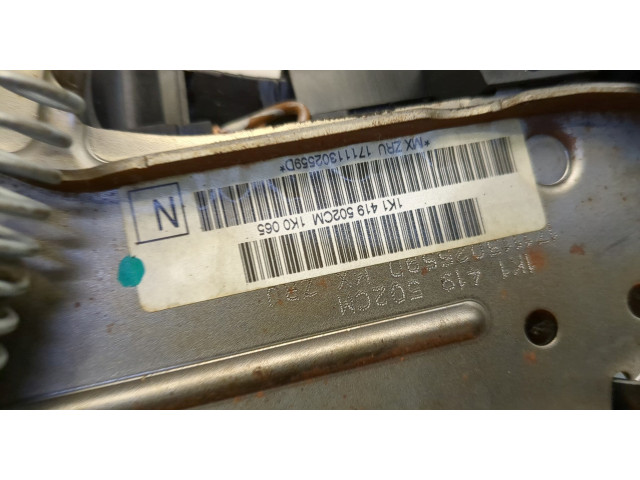 1K1 419 502CM
1K1 419 502CM 1K0 065
*MX ZRU 17111302559D*
N